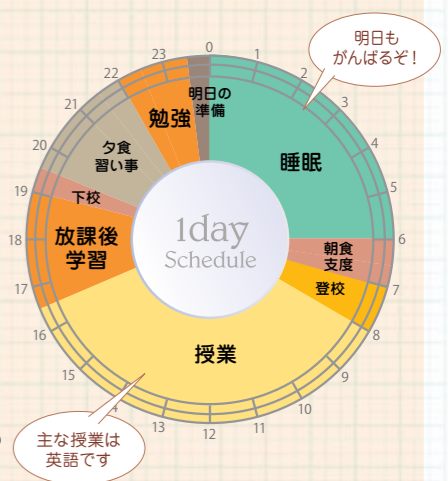 明日も
がんばるぞ！
0
1
2
3
4
5
6
7
8
9
10
11
12
13
4
15
16
17
18
19
20
21
22
23
睡眠
朝食
支度
登校
授業
放課後
学習
下校
夕食
習い事
勉強
明日の
準備
1day
Schedule
主な授業は
英語です